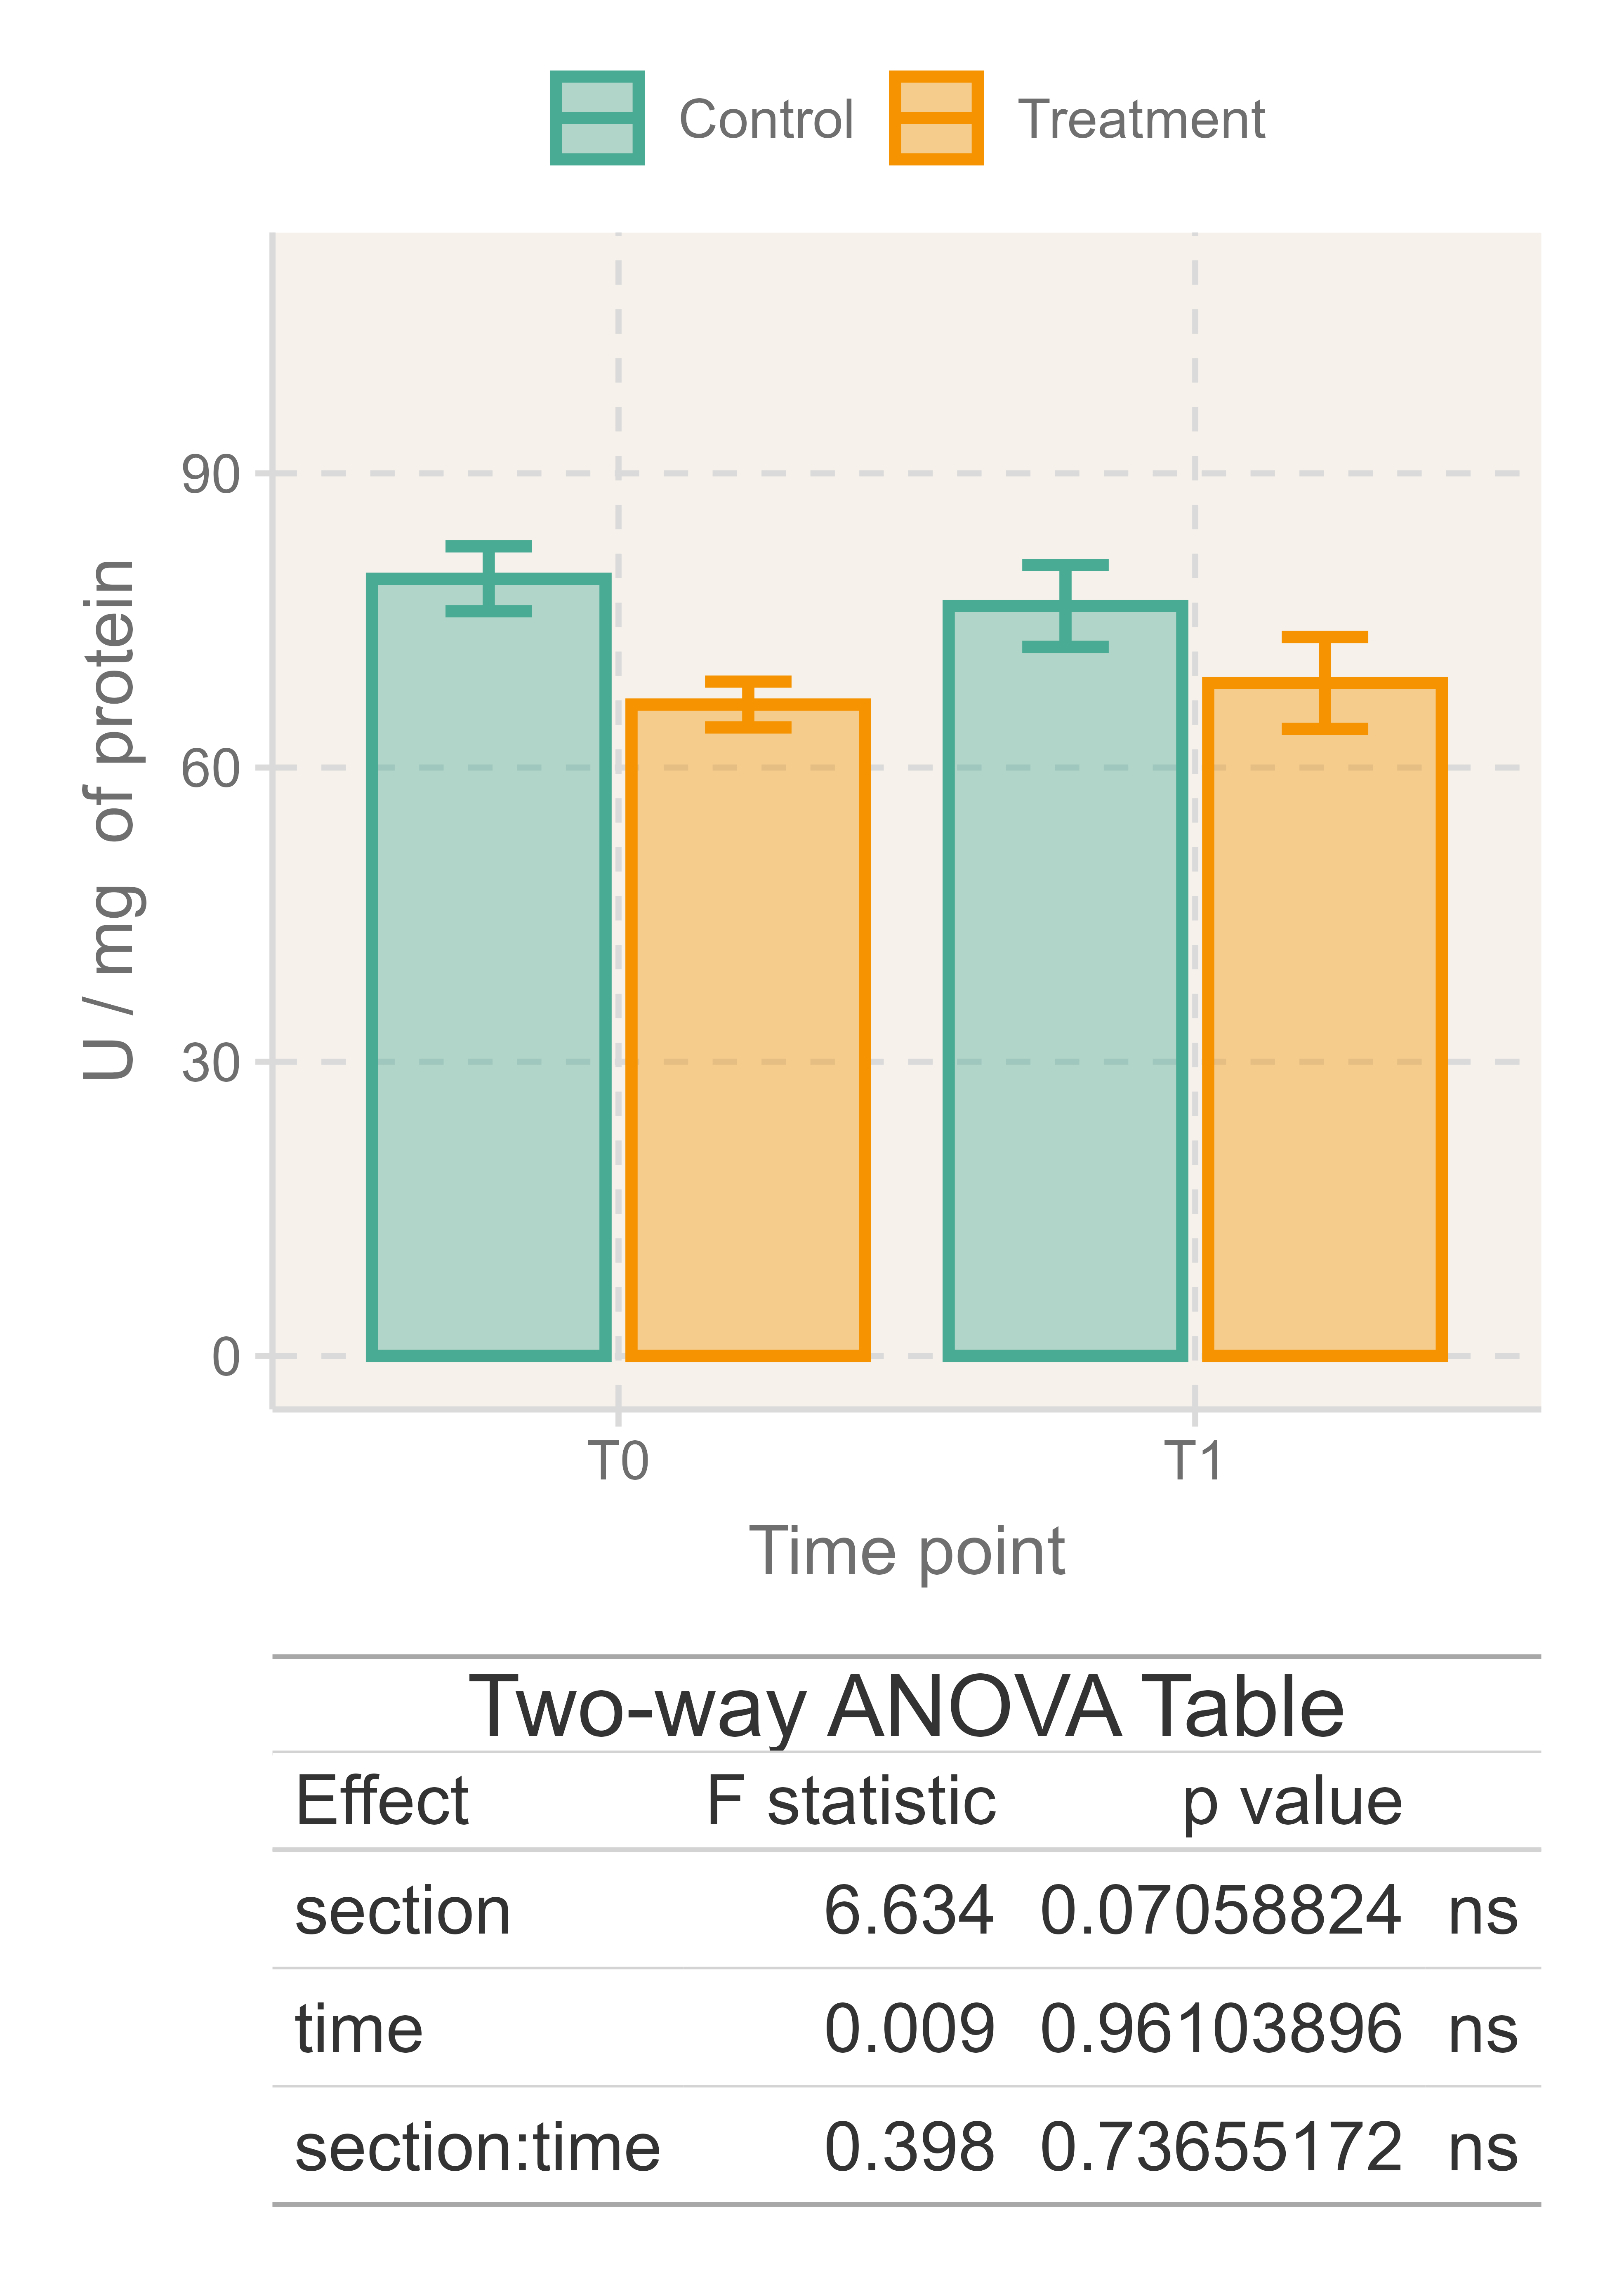 Control Treatment
90
60
30
0
U / mg of protein
T0 T1
Time point
Two-way ANOVA Table
Effect F statistic p value
section 6.634 0.07058824 ns
time 0.009 0.96103896 ns
section:time 0.398 0.73655172 ns